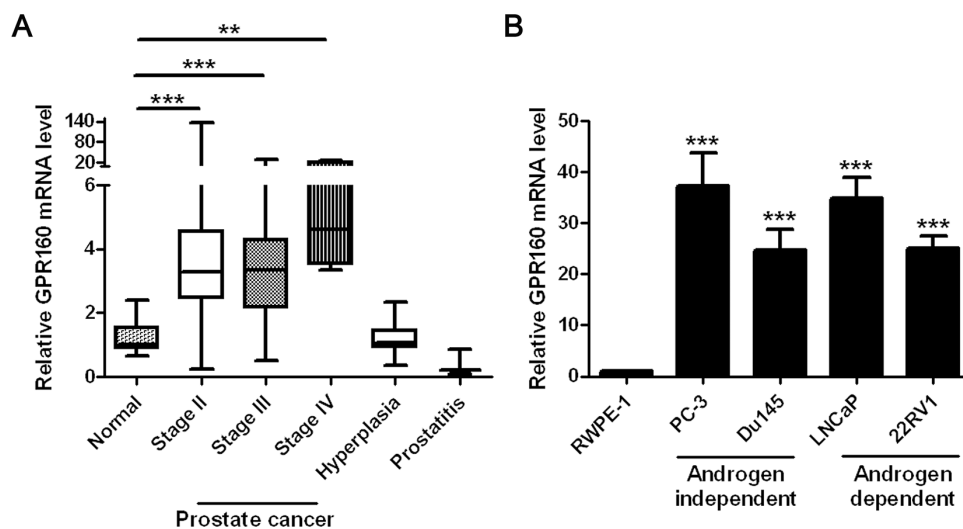 A
**
***
***
Relative GPR160 mRNA level
140
80
20
6
4
2
0
Normal
Stage II
Stage III
Stage IV
Hyperplasia
Prostatitis
Prostate cancer
B
Relative GPR160 mRNA level
50
40
30
20
10
0
***
***
***
***
RWPE-1
PC-3
Du145
LNCaP
22RV1
Androgen
independent
Androgen
dependent